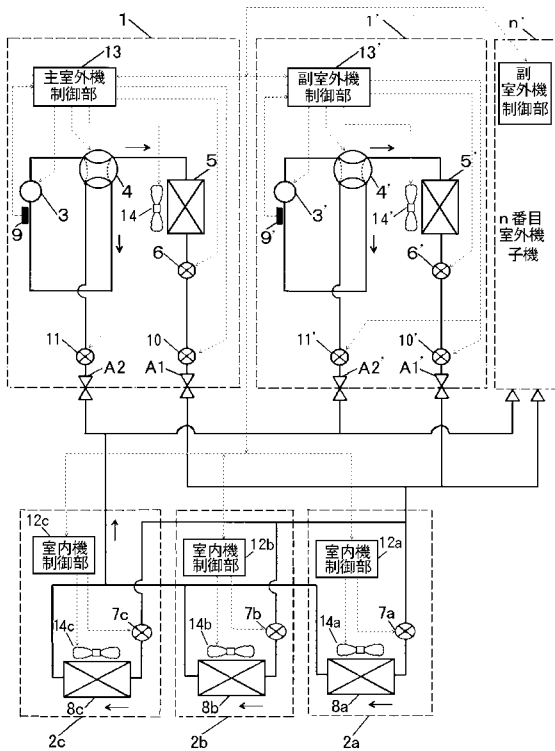 1
1'
n'
13
主室外機
制御部
13'
副室外機
制御部
副
室外機
制御部
3
4
5
14
9
6
3'
4'
5'
14'
9'
6'
n番目
室外機
子機
11
10
11'
10'
A2
A1
A2'
A1'
12c
室内機
制御部
室内機
制御部
12b
室内機
制御部
12a
7c
14c
7b
14b
7a
14a
8c
8b
8a
2c
2b
2a